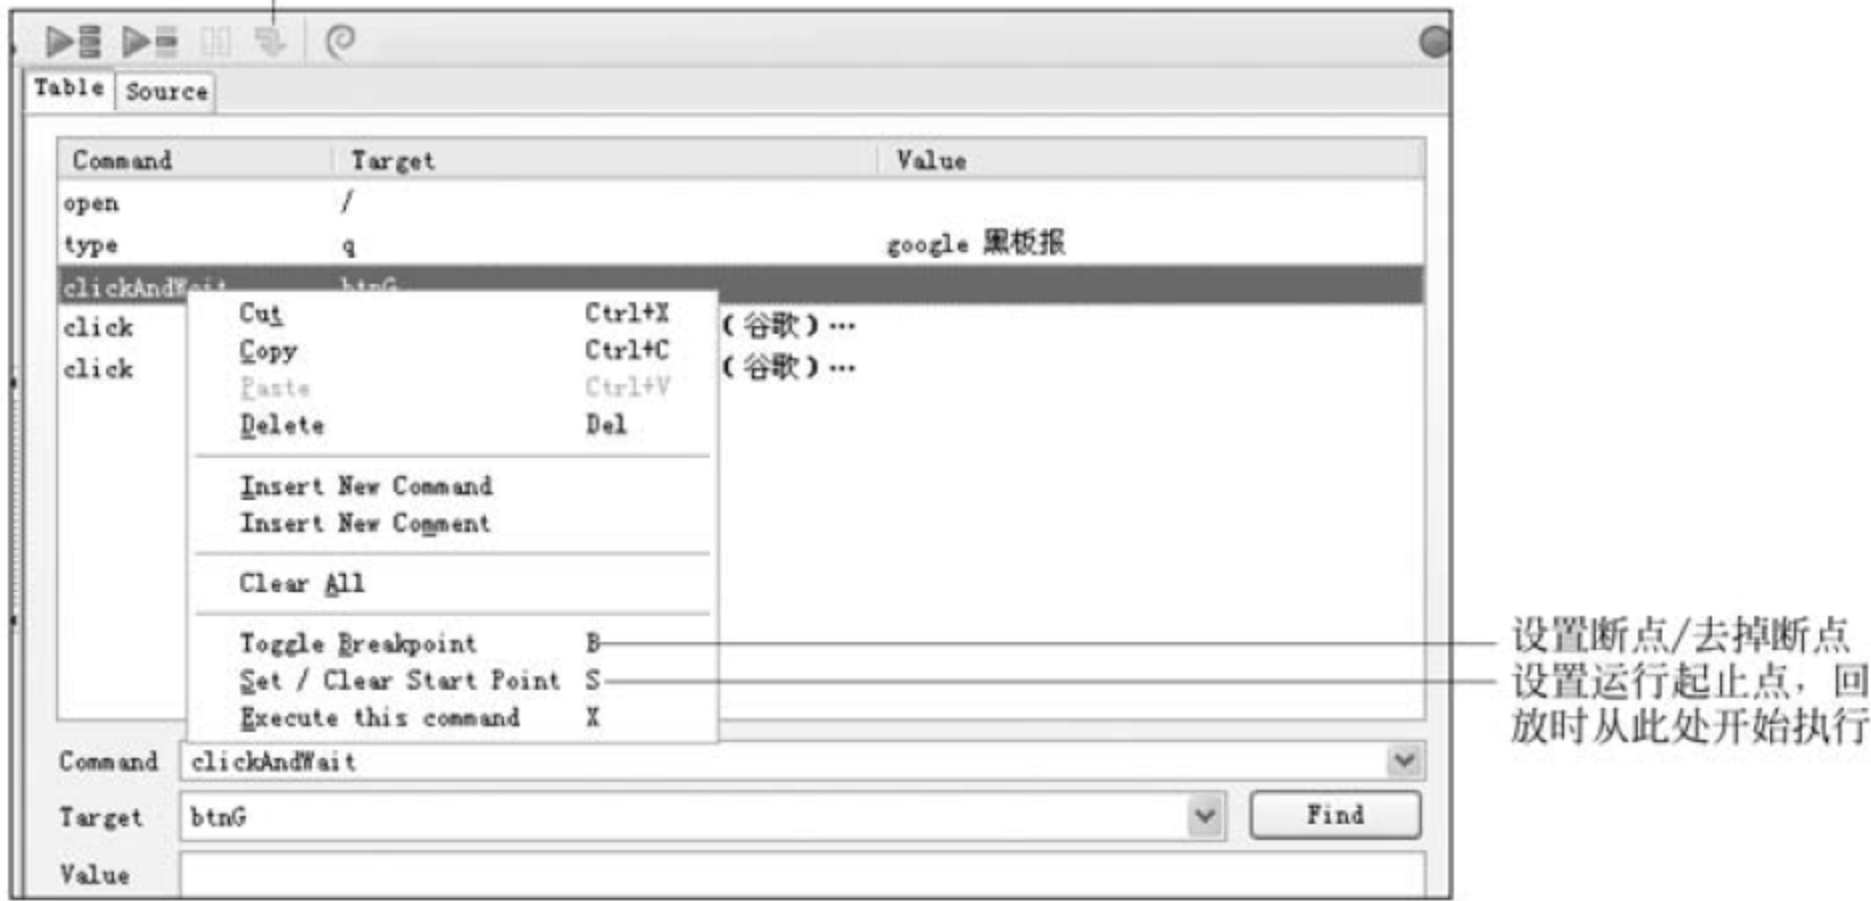 Table Source
Command Target Value
open /
type q google 黑板报
clickAndWait btnG
click (谷歌)…
click (谷歌)…
Cut Ctrl+X
Copy Ctrl+C
Paste Ctrl+V
Delete Del
Insert New Command
Insert New Comment
Clear All
Toggle Breakpoint B
设置断点/去掉断点
Set / Clear Start Point S
设置运行起止点，回
放时从此处开始执行
Execute this command X
Command clickAndWait
Target btnG Find
Value